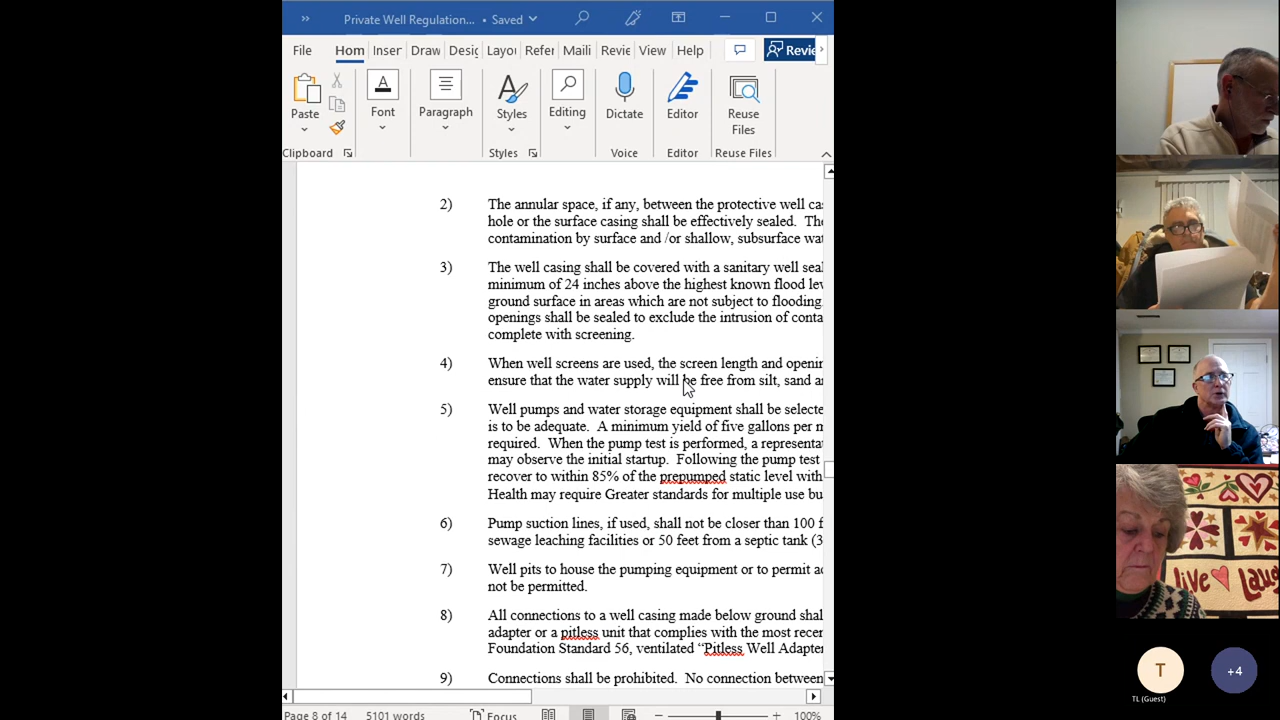 Private Well Regulation... • Saved
File Hom Inser Draw Desig Layou Refer Maili Revie View Help Revie
Paste Font Paragraph Styles Editing Dictate Editor Reuse Files
Clipboard Styles Voice Editor Reuse Files
2) The annular space, if any, between the protective well ca
hole or the surface casing shall be effectively sealed. The
contamination by surface and /or shallow, subsurface wat
3) The well casing shall be covered with a sanitary well seal
minimum of 24 inches above the highest known flood lev
ground surface in areas which are not subject to flooding
openings shall be sealed to exclude the intrusion of conta
complete with screening.
4) When well screens are used, the screen length and openin
ensure that the water supply will be free from silt, sand a
5) Well pumps and water storage equipment shall be selecte
is to be adequate. A minimum yield of five gallons per m
required. When the pump test is performed, a representat
may observe the initial startup. Following the pump test
recover to within 85% of the prepumped static level with
Health may require Greater standards for multiple use bu
6) Pump suction lines, if used, shall not be closer than 100 f
sewage leaching facilities or 50 feet from a septic tank (3
7) Well pits to house the pumping equipment or to permit a
not be permitted.
8) All connections to a well casing made below ground shal
adapter or a pitless unit that complies with the most recen
Foundation Standard 56, ventilated “Pitless Well Adapter
9) Connections shall be prohibited. No connection between
Page 8 of 14 5101 words Focus 100%
live laug
T
+4
TL (Guest)